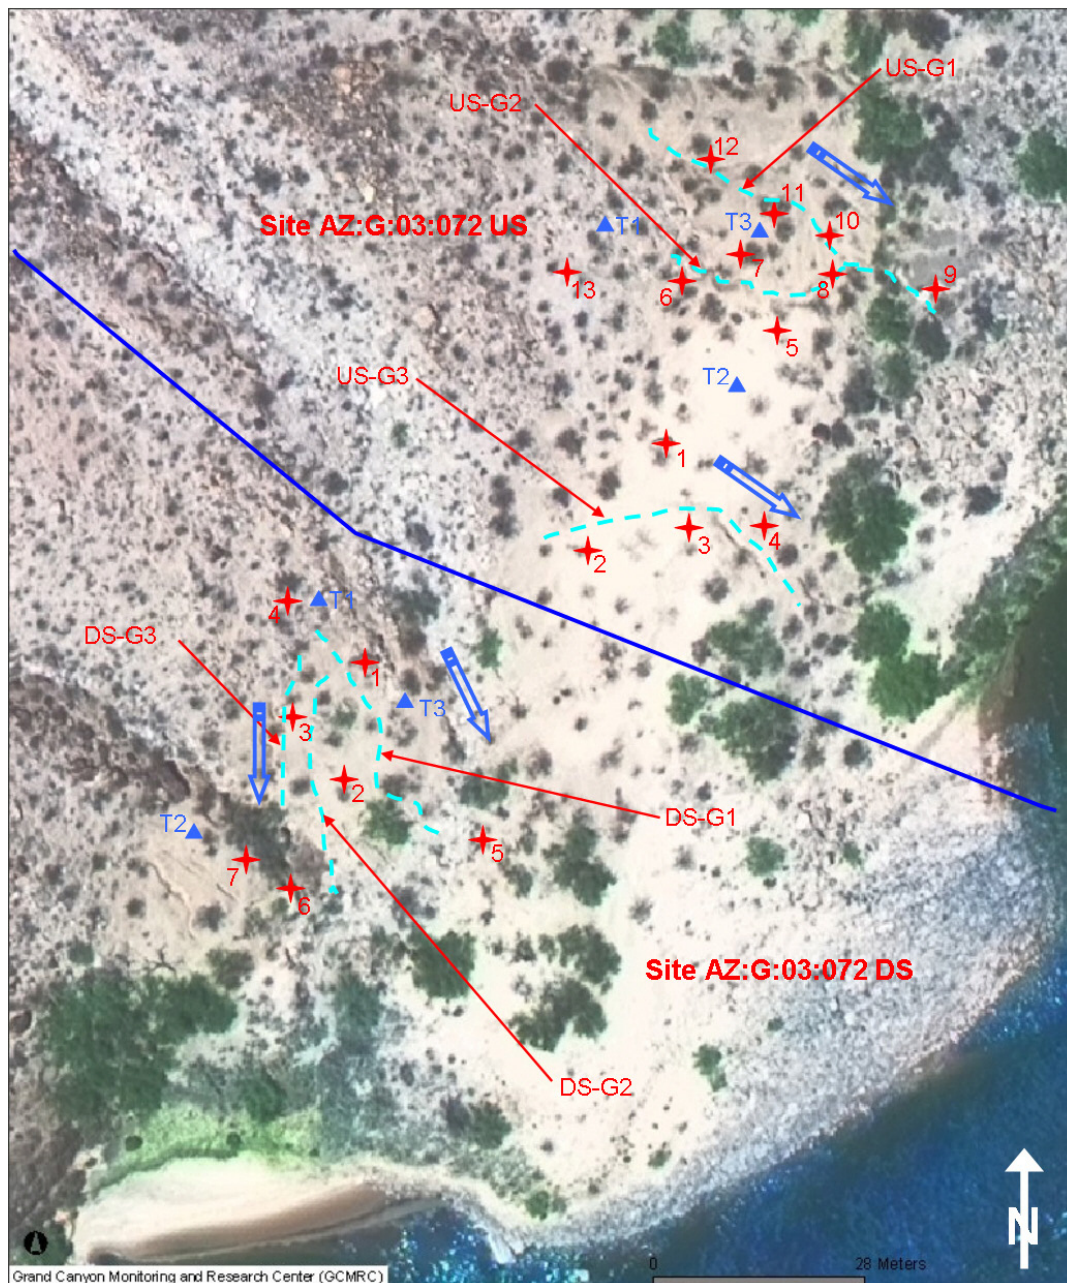 US-G1
US-G2
12
11
T3
10
Site AZ:G:03:072 US
T1
7
13
6
8
9
5
US-G3
T2
1
4
3
2
4
T1
DS-G3
1
T3
3
2
DS-G1
T2
5
7
6
Site AZ:G:03:072 DS
DS-G2
N
0
28 Meters
Grand Canyon Monitoring and Research Center (GCMRC)